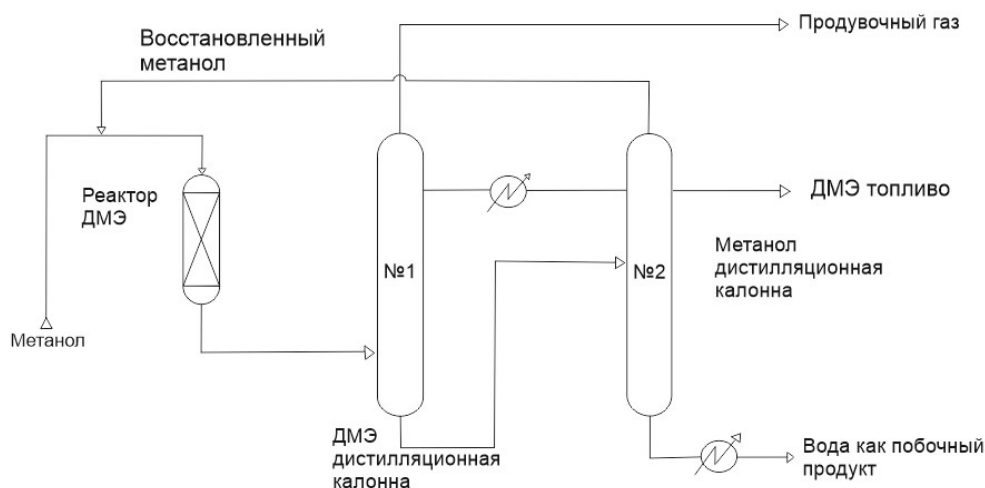 Продувочный газ
Восстановленный
метанол
Реактор
ДМЭ
ДМЭ топливо
№1
№2
Метанол
дистилляционная
калонна
Метанол
ДМЭ
дистилляционная
калонна
Вода как побочный
продукт